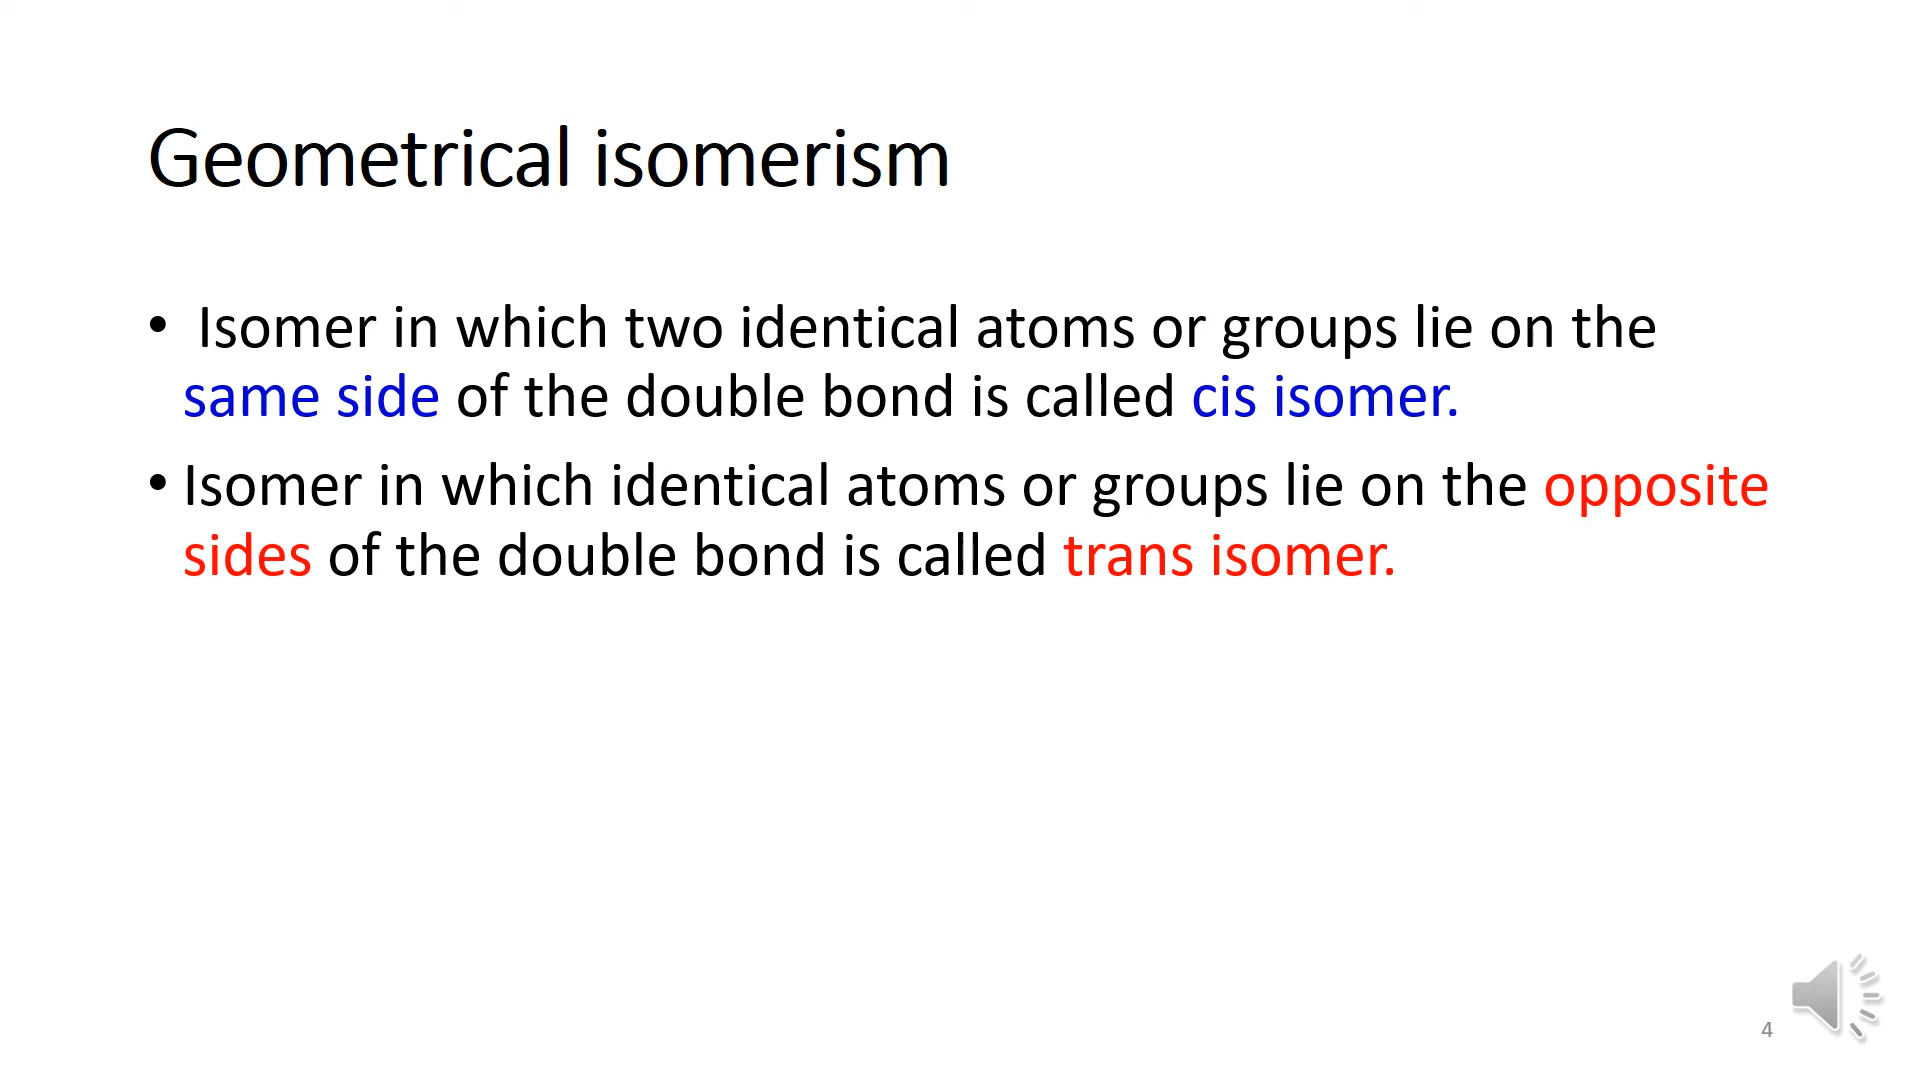 Geometrical isomerism
• Isomer in which two identical atoms or groups lie on the
same side of the double bond is called cis isomer.
• Isomer in which identical atoms or groups lie on the opposite
sides of the double bond is called trans isomer.
4